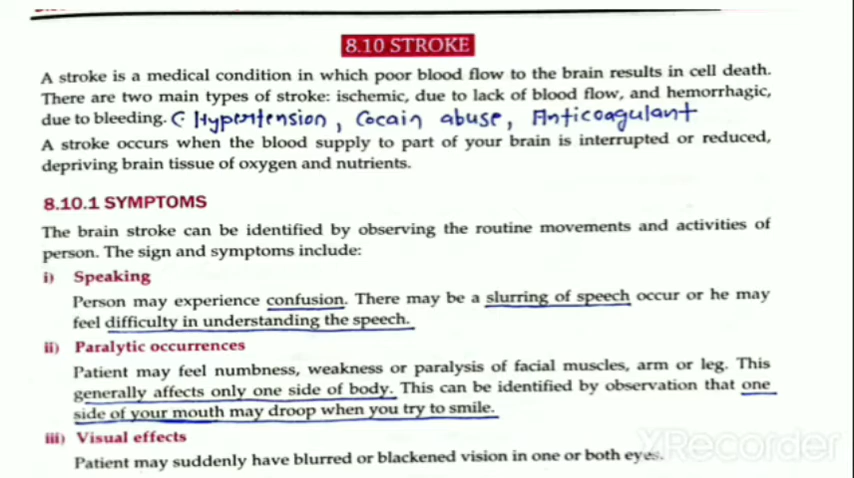 8.10 STROKE
A stroke is a medical condition in which poor blood flow to the brain results in cell death.
There are two main types of stroke: ischemic, due to lack of blood flow, and hemorrhagic,
due to bleeding. C Hypertension, Cocain abuse, Anticoagulant
A stroke occurs when the blood supply to part of your brain is interrupted or reduced,
depriving brain tissue of oxygen and nutrients.
8.10.1 SYMPTOMS
The brain stroke can be identified by observing the routine movements and activities of
person. The sign and symptoms include:
i) Speaking
Person may experience confusion. There may be a slurring of speech occur or he may
feel difficulty in understanding the speech.
ii) Paralytic occurrences
Patient may feel numbness, weakness or paralysis of facial muscles, arm or leg. This
generally affects only one side of body. This can be identified by observation that one
side of your mouth may droop when you try to smile.
iii) Visual effects
Patient may suddenly have blurred or blackened vision in one or both eyes.
XRecorder